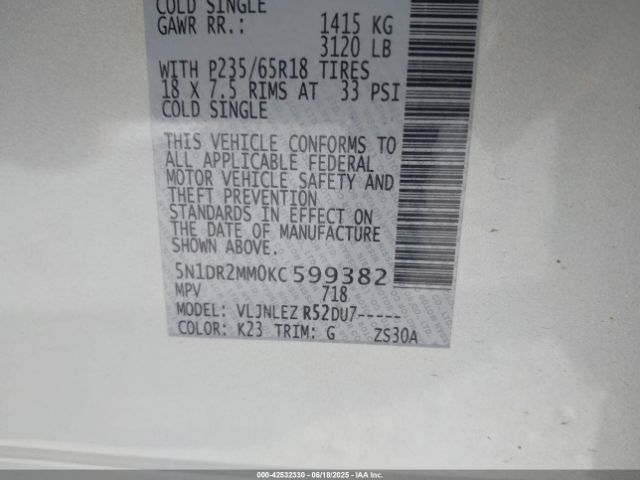 COLD SINGLE
GAWR RR.: 1415 KG
3120 LB
WITH P235/65R18 TIRES
18 X 7.5 RIMS AT 33 PSI
COLD SINGLE
THIS VEHICLE CONFORMS TO
ALL APPLICABLE FEDERAL
MOTOR VEHICLE SAFETY AND
THEFT PREVENTION
STANDARDS IN EFFECT ON
THE DATE OF MANUFACTURE
5N1DR2MM0KC 599382
MPV 718
MODEL: VLJNLEZ R52DU7-----
COLOR: K23 TRIM: G ZS30A
000-42532330 - 06/18/2025 - IAA Inc.